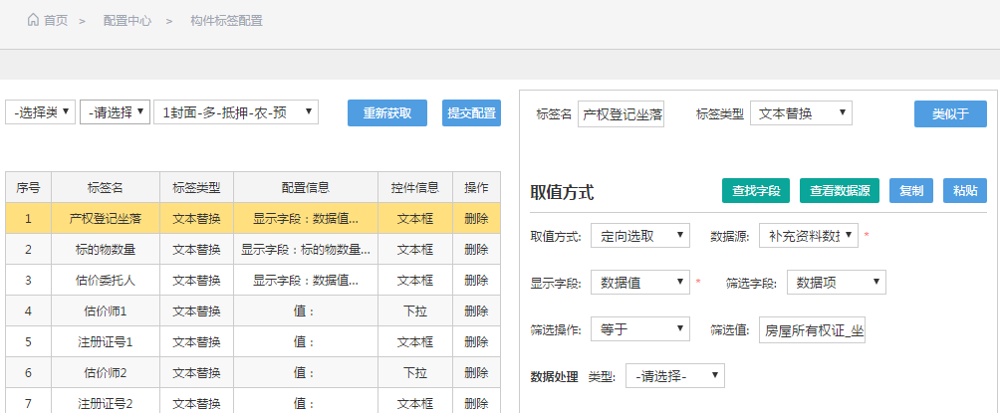 首页 > 配置中心 > 构件标签配置
-选择类 -请选择 1封面-多-抵押-农-预 重新获取 提交配置
序号 标签名 标签类型 配置信息 控件信息 操作
1 产权登记坐落 文本替换 显示字段：数据值... 文本框 删除
2 标的物数量 文本替换 显示字段：标的物数量... 文本框 删除
3 估价委托人 文本替换 显示字段：数据值... 文本框 删除
4 估价师1 文本替换 值： 下拉 删除
5 注册证号1 文本替换 值： 文本框 删除
6 估价师2 文本替换 值： 下拉 删除
7 注册证号2 文本替换 值： 文本框 删除
标签名 产权登记坐落 标签类型 文本替换 类似于
取值方式 查找字段 查看数据源 复制 粘贴
取值方式: 定向选取 数据源: 补充资料数据 *
显示字段: 数据值 * 筛选字段: 数据项
筛选操作: 等于 筛选值: 房屋所有权证_坐
数据处理 类型: -请选择-